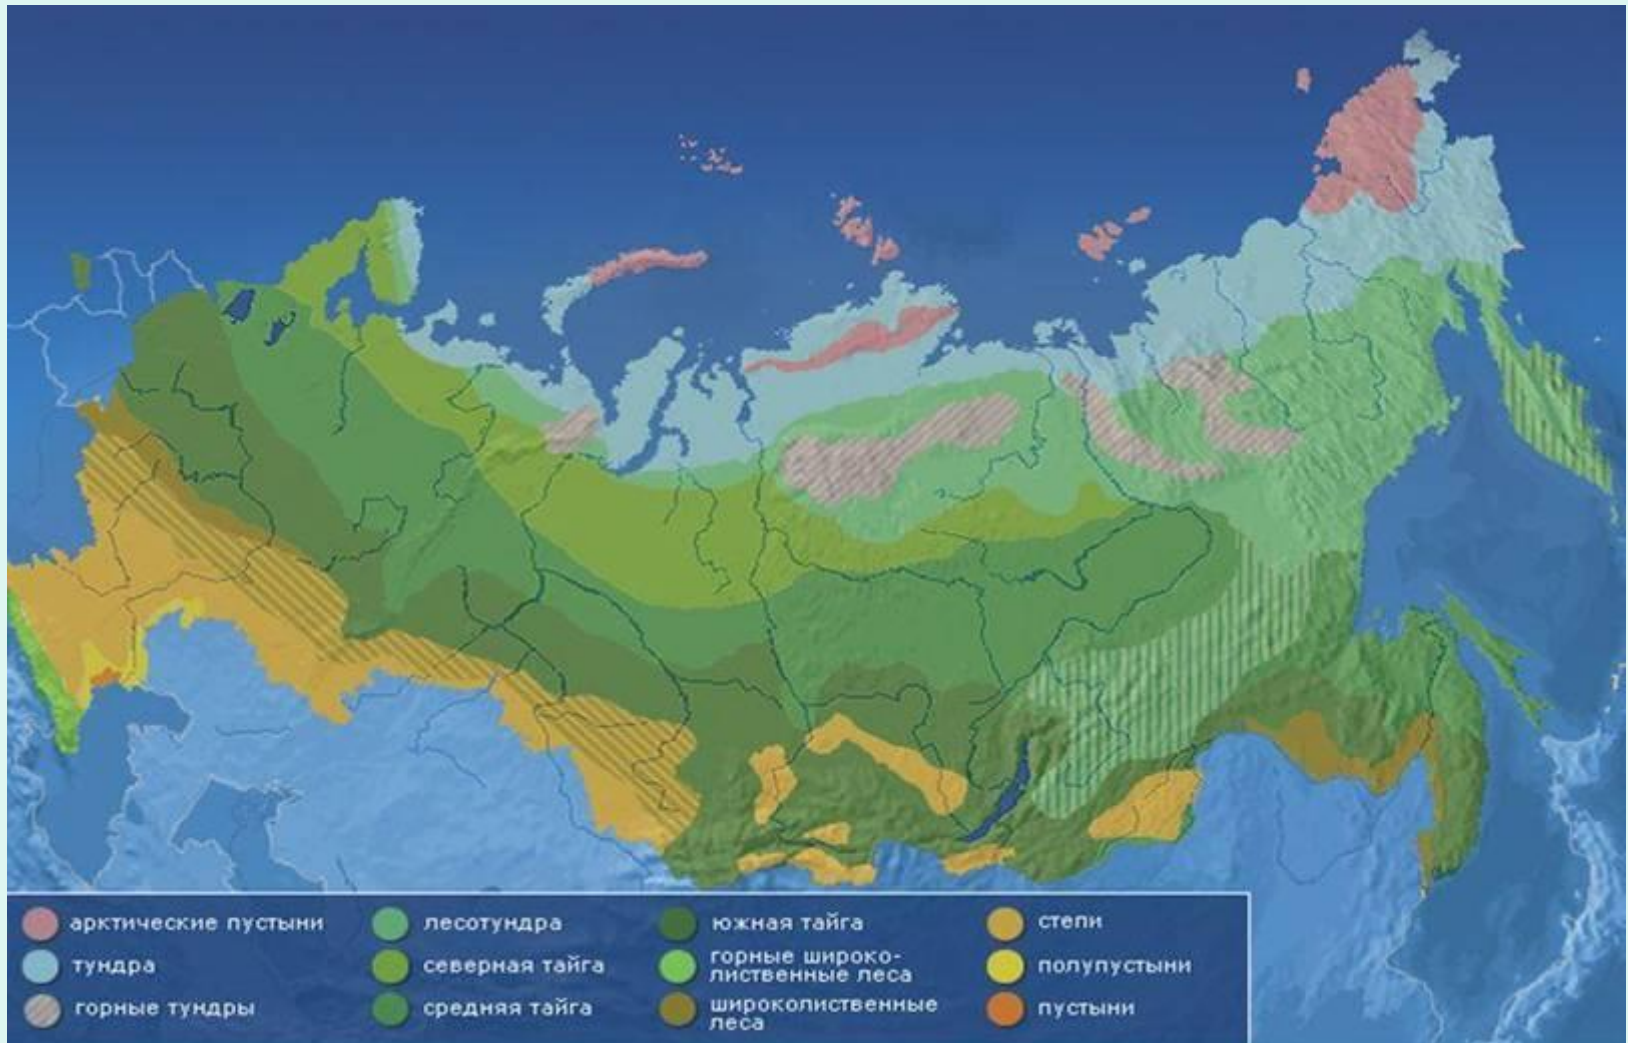 арктические пустыни
тундра
горные тундры
лесотундра
северная тайга
средняя тайга
южная тайга
горные широко-
лиственные леса
широколиственные
леса
степи
полупустыни
пустыни